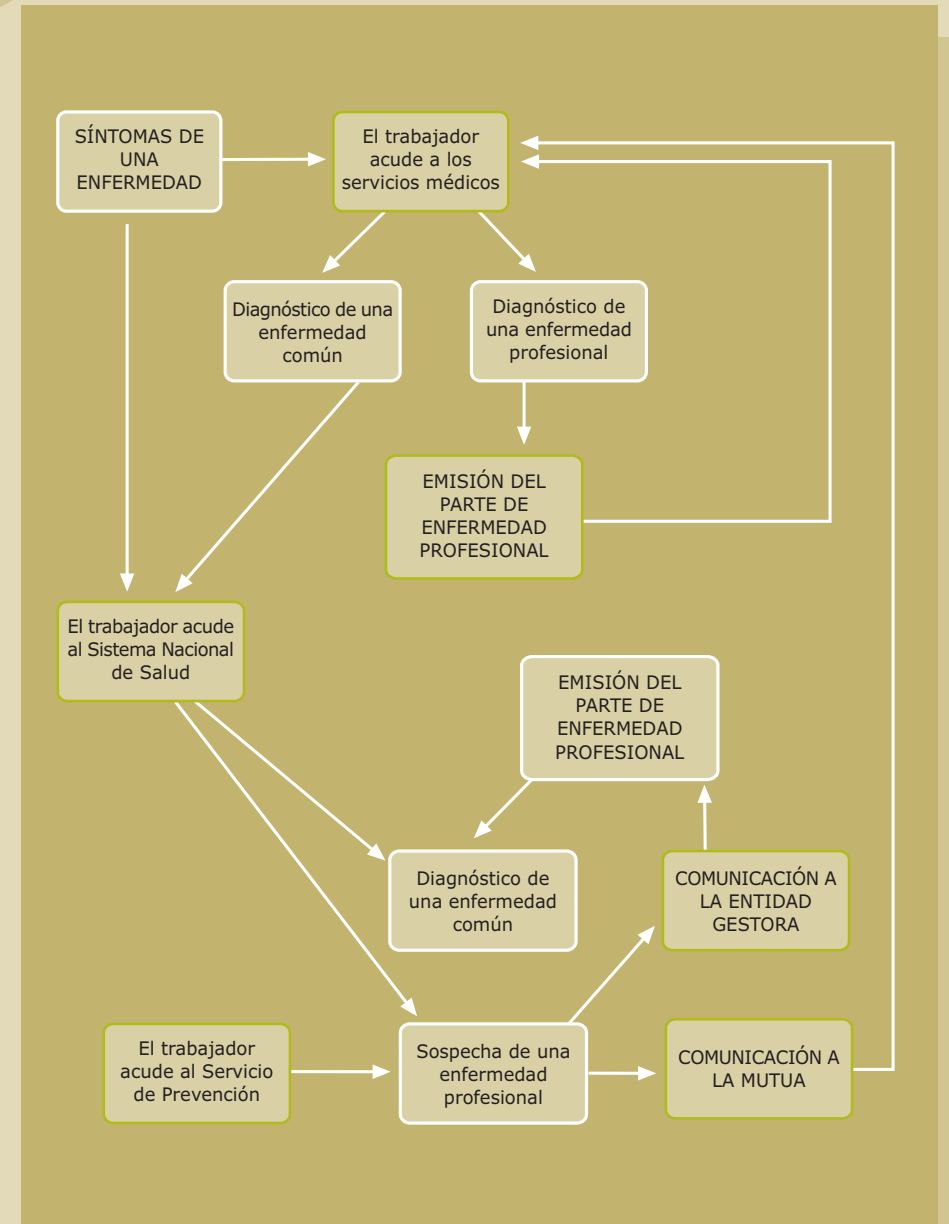 SÍNTOMAS DE
UNA
ENFERMEDAD
El trabajador
acude a los
servicios médicos
Diagnóstico de una
enfermedad
común
Diagnóstico de
una enfermedad
profesional
EMISIÓN DEL
PARTE DE
ENFERMEDAD
PROFESIONAL
El trabajador acude
al Sistema Nacional
de Salud
EMISIÓN DEL
PARTE DE
ENFERMEDAD
PROFESIONAL
Diagnóstico de
una enfermedad
común
COMUNICACIÓN A
LA ENTIDAD
GESTORA
El trabajador
acude al Servicio
de Prevención
Sospecha de una
enfermedad
profesional
COMUNICACIÓN A
LA MUTUA